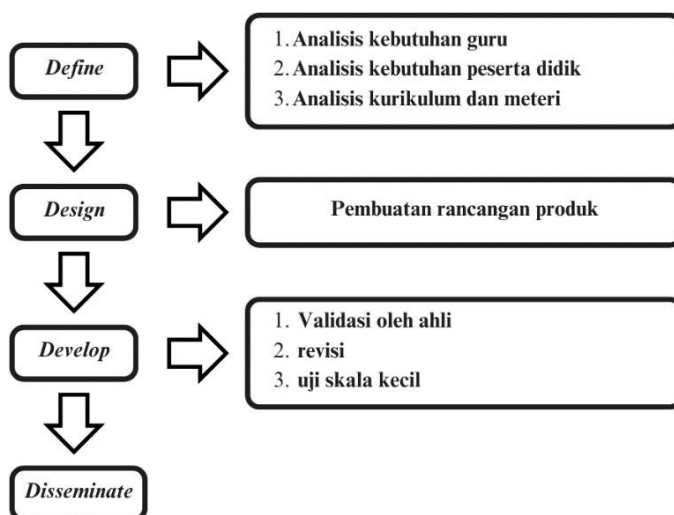 Define
1. Analisis kebutuhan guru
2. Analisis kebutuhan peserta didik
3. Analisis kurikulum dan meteri
Design
Pembuatan rancangan produk
Develop
1. Validasi oleh ahli
2. revisi
3. uji skala kecil
Disseminate